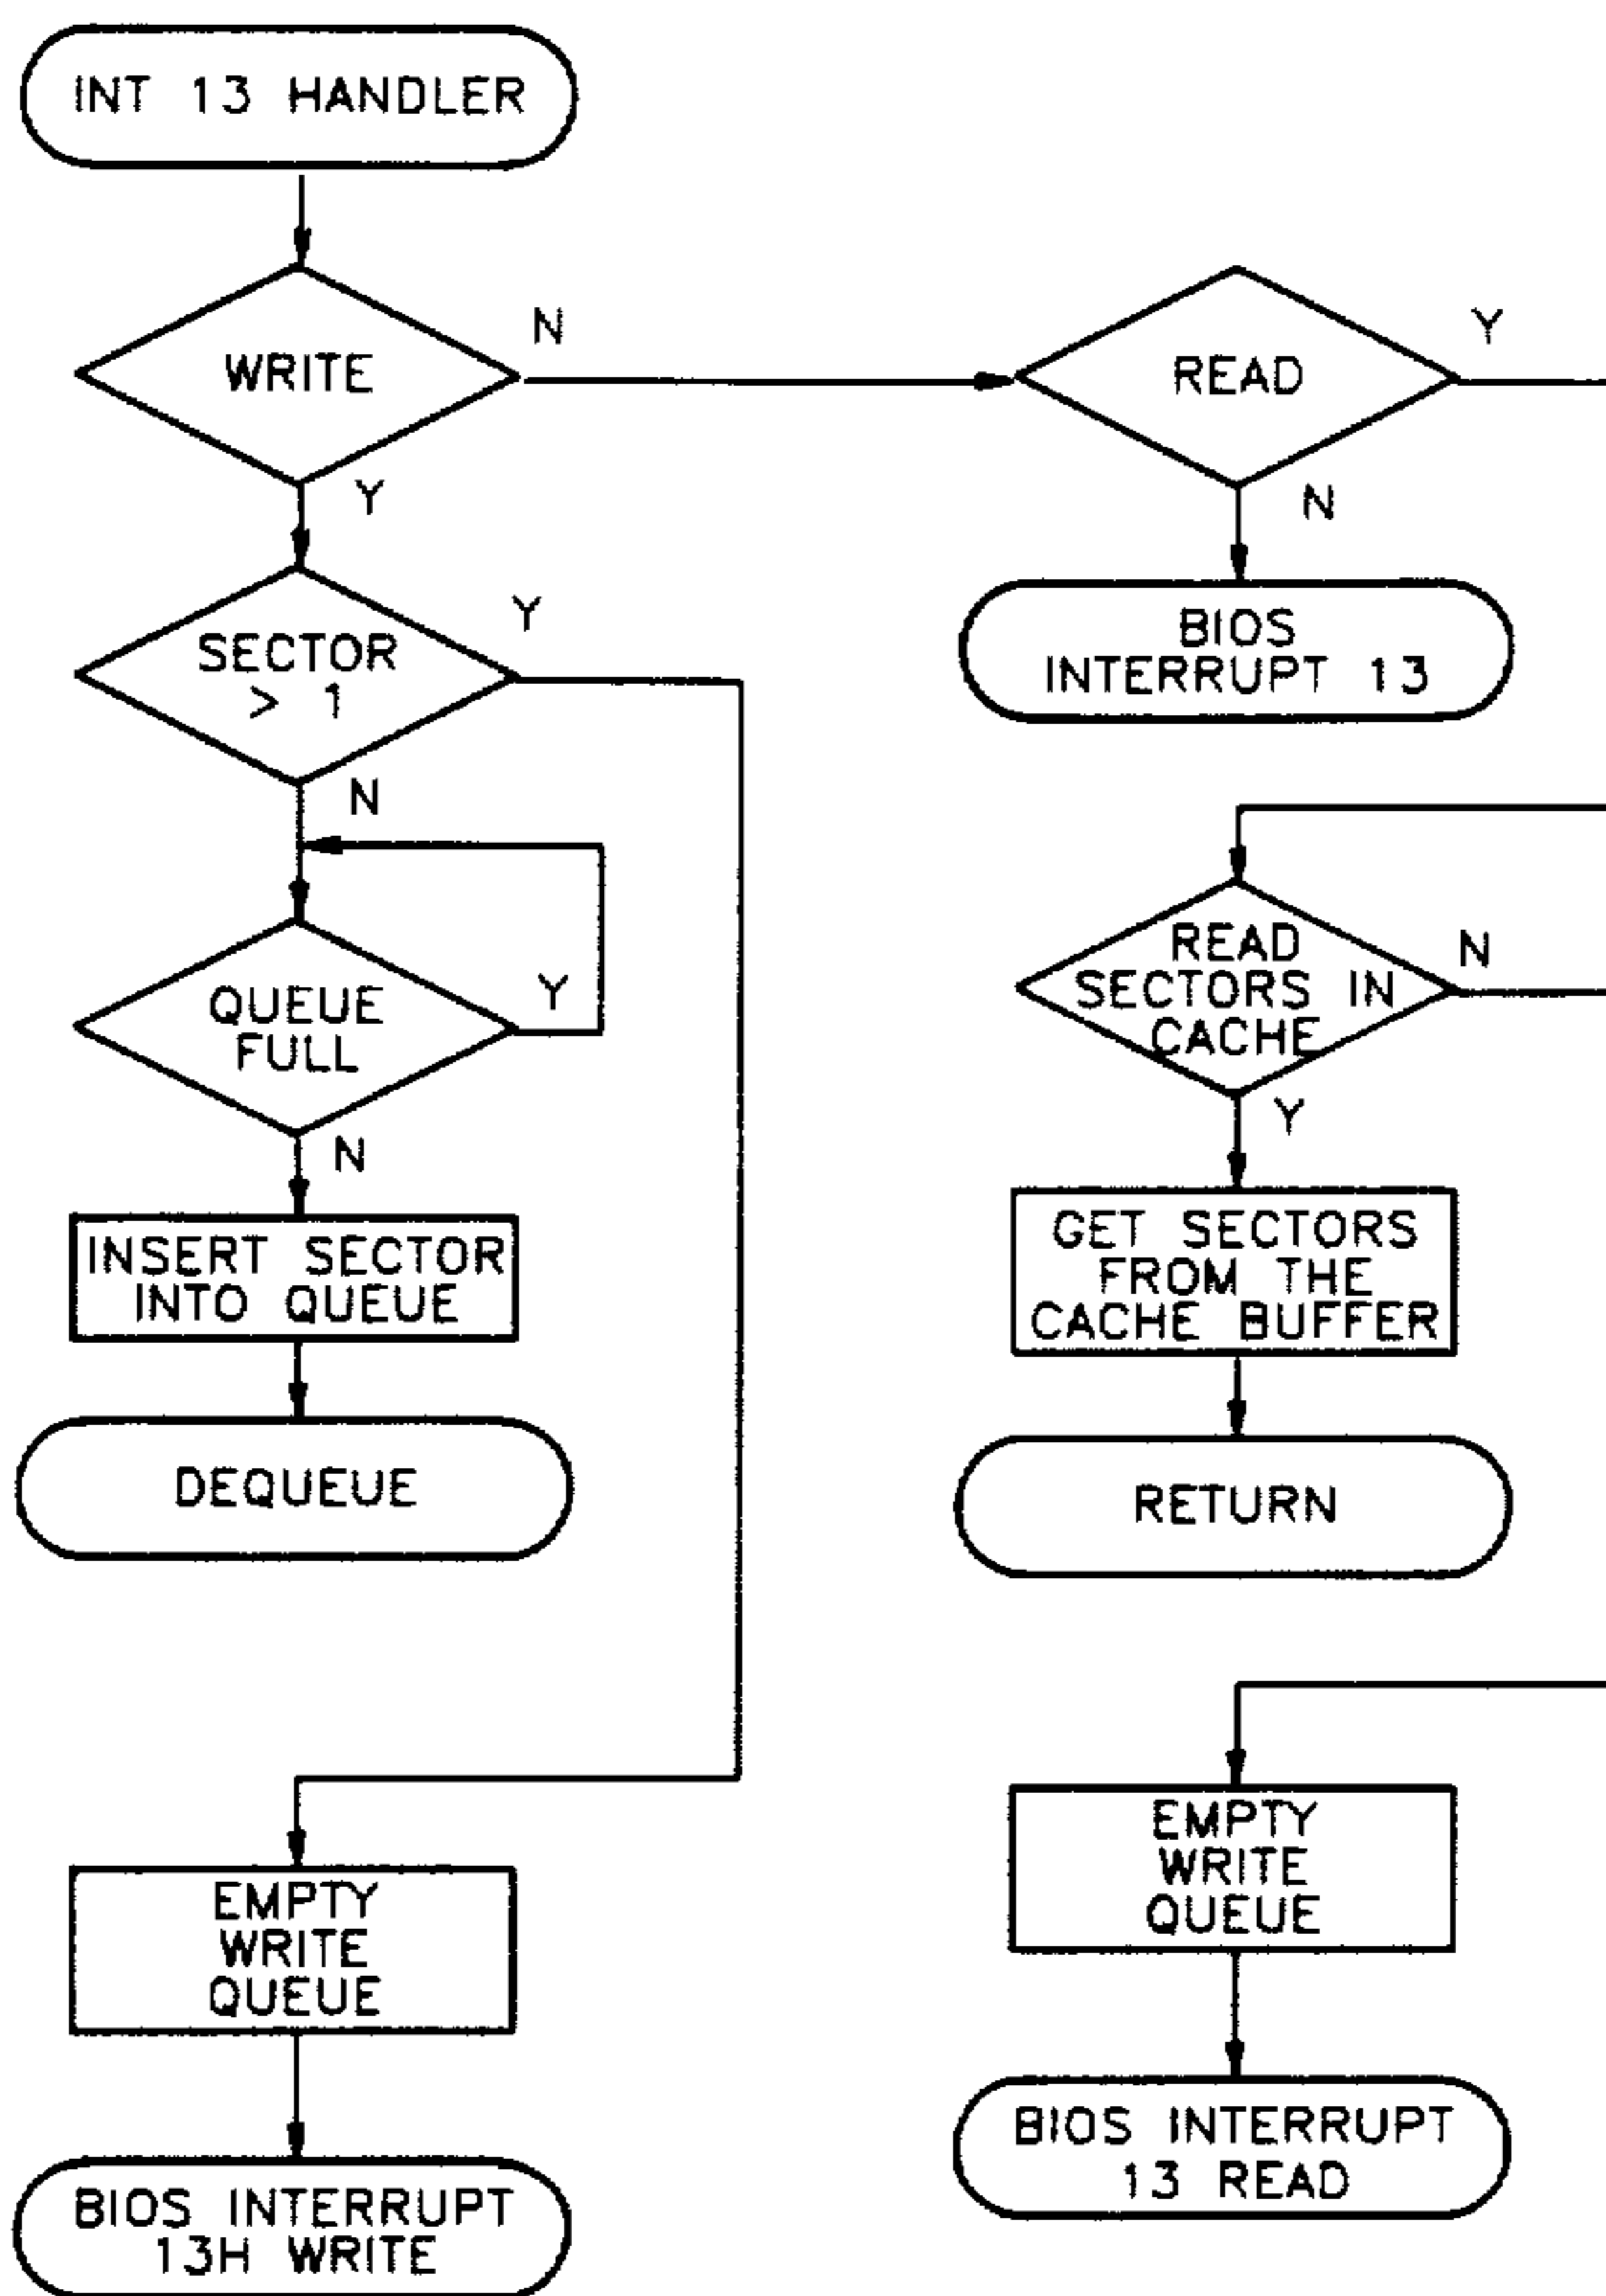 INT 13 HANDLER
WRITE
N
Y
SECTOR
> 1
Y
N
QUEUE
FULL
Y
N
INSERT SECTOR
INTO QUEUE
DEQUEUE
EMPTY
WRITE
QUEUE
BIOS INTERRUPT
13H WRITE
READ
Y
N
BIOS
INTERRUPT 13
READ
SECTORS IN
CACHE
N
Y
GET SECTORS
FROM THE
CACHE BUFFER
RETURN
EMPTY
WRITE
QUEUE
BIOS INTERRUPT
13 READ